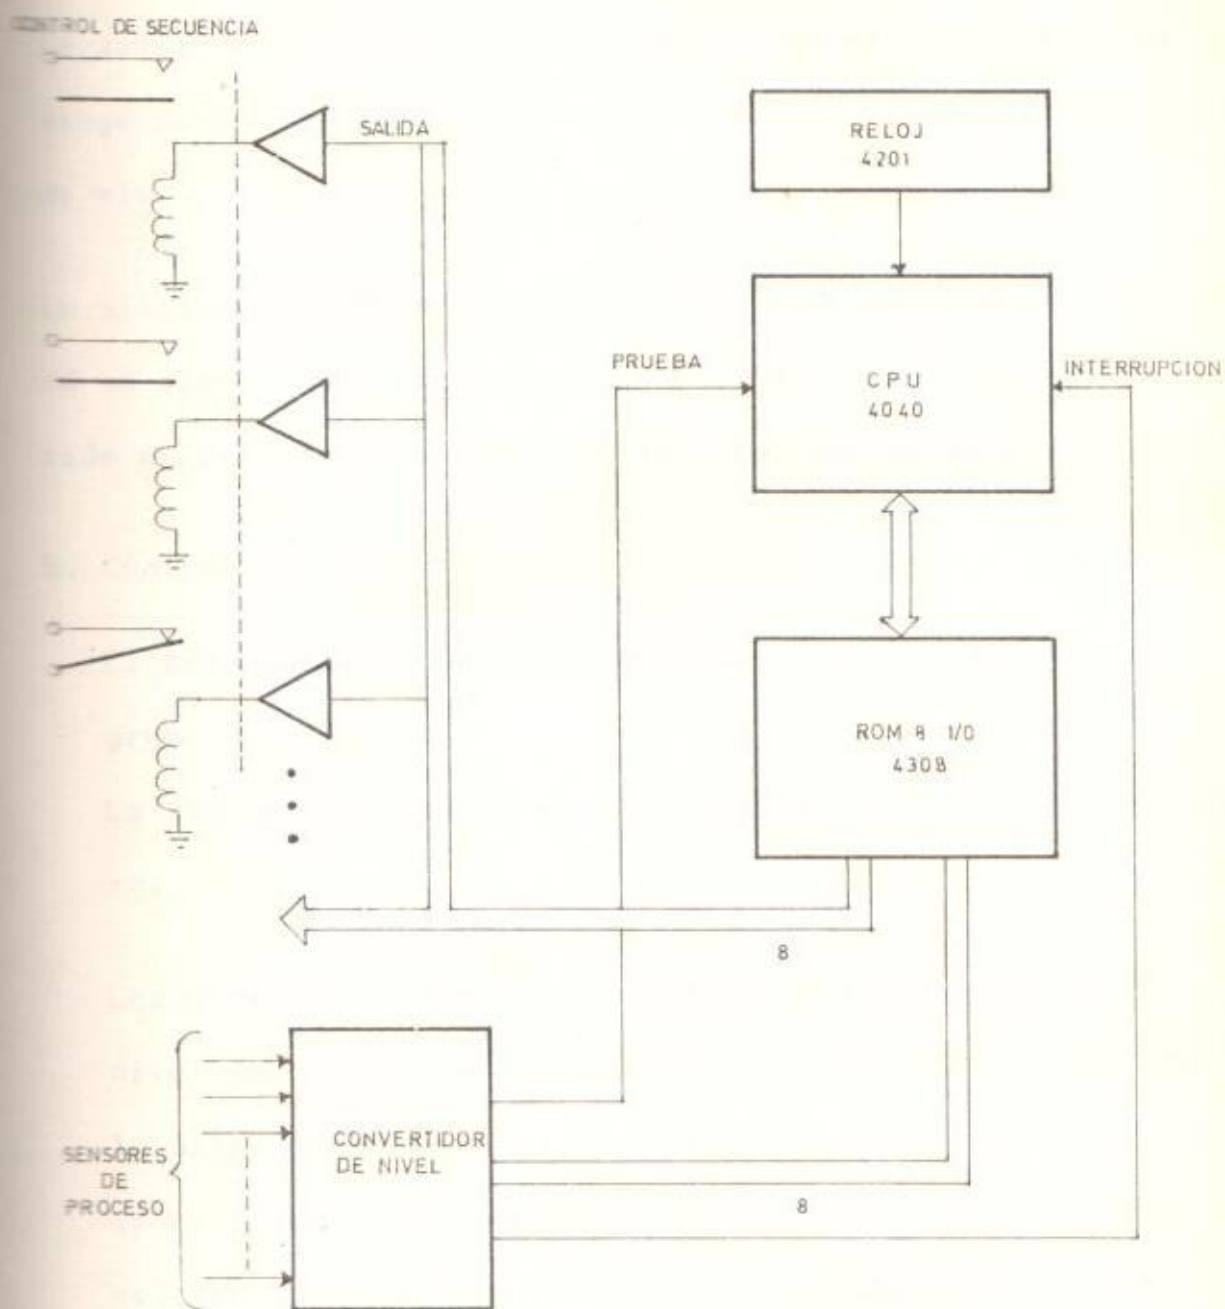 CONTROL DE SECUENCIA
SALIDA
RELOJ
4201
PRUEBA
CPU
4040
INTERRUPCION
ROM 8 I/O
4308
8
SENSORES
DE
PROCESO
CONVERTIDOR
DE NIVEL
8